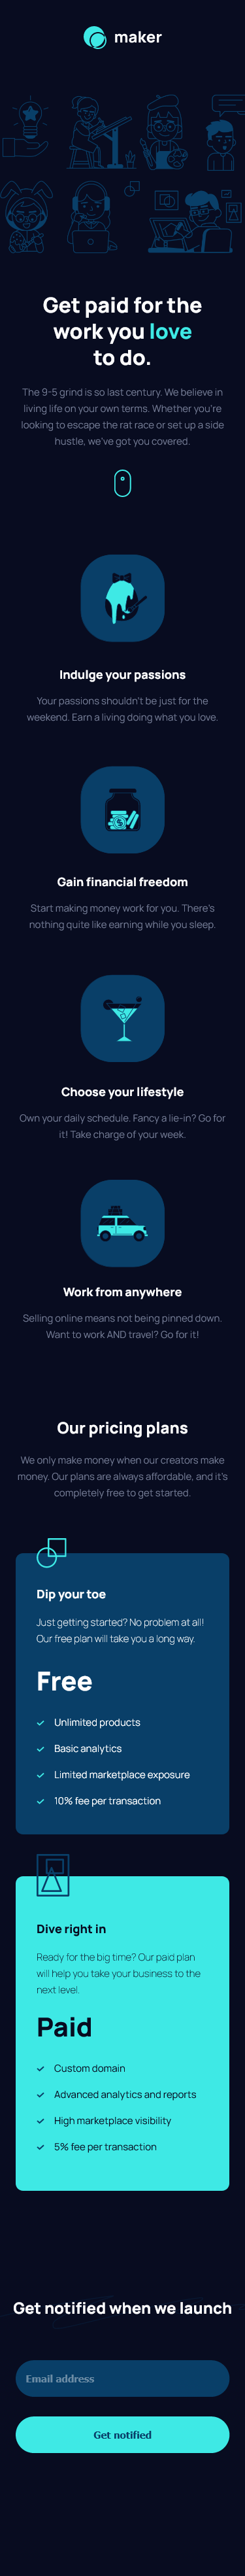 maker
Get paid for the
work you love
to do.
The 9-5 grind is so last century. We believe in
living life on your own terms. Whether you're
looking to escape the rat race or set up a side
hustle, we've got you covered.
Indulge your passions
Your passions shouldn't be just for the
weekend. Earn a living doing what you love.
Gain financial freedom
Start making money work for you. There's
nothing quite like earning while you sleep.
Choose your lifestyle
Own your daily schedule. Fancy a lie-in? Go for
it! Take charge of your week.
Work from anywhere
Selling online means not being pinned down.
Want to work AND travel? Go for it!
Our pricing plans
We only make money when our creators make
money. Our plans are always affordable, and it's
completely free to get started.
Dip your toe
Just getting started? No problem at all!
Our free plan will take you a long way.
Free
Unlimited products
Basic analytics
Limited marketplace exposure
10% fee per transaction
Dive right in
Ready for the big time? Our paid plan
will help you take your business to the
next level.
Paid
Custom domain
Advanced analytics and reports
High marketplace visibility
5% fee per transaction
Get notified when we launch
Email address
Get notified